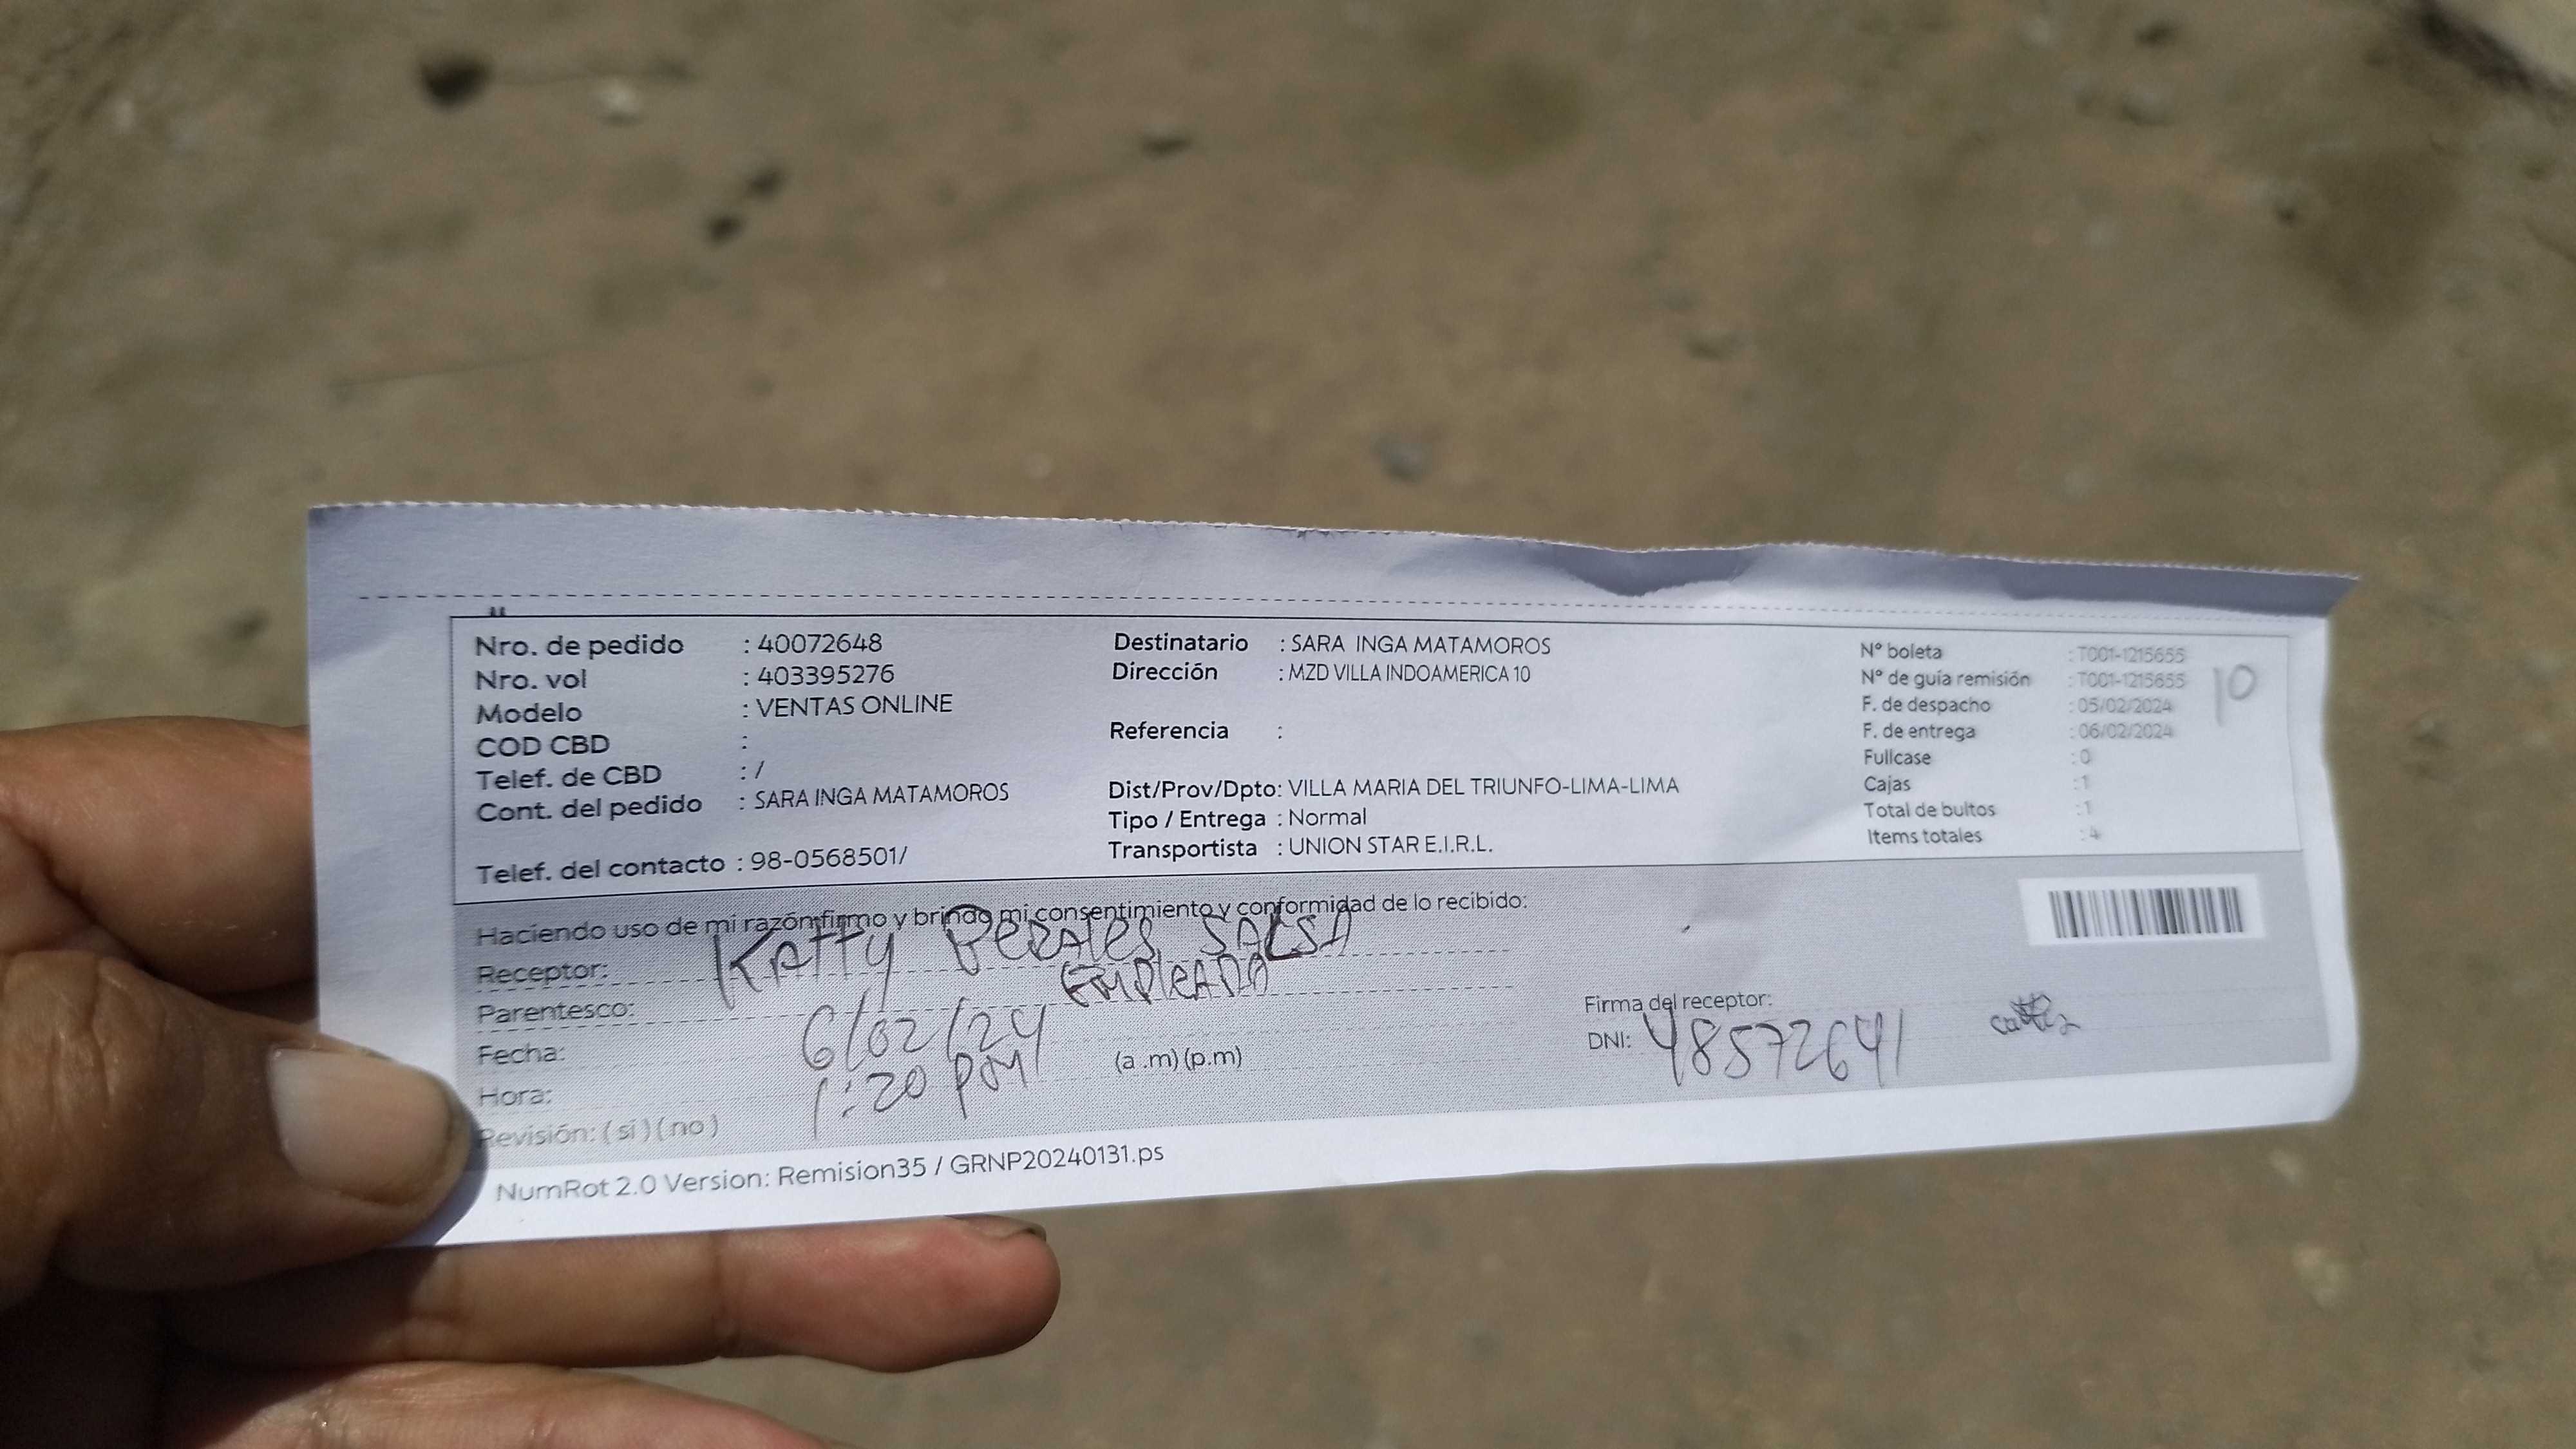 Nro. de pedido : 40072648
Nro. vol : 403395276
Modelo : VENTAS ONLINE
COD CBD :
Telef. de CBD : /
Cont. del pedido : SARA INGA MATAMOROS
Telef. del contacto : 98-0568501/
Destinatario : SARA INGA MATAMOROS
Dirección : MZD VILLA INDOAMERICA 10
Referencia :
Dist/Prov/Dpto: VILLA MARIA DEL TRIUNFO-LIMA-LIMA
Tipo / Entrega : Normal
Transportista : UNION STAR E.I.R.L.
N° boleta : T001-1215655
N° de guía remisión : T001-1215655
F. de despacho : 05/02/2024
F. de entrega : 06/02/2024
Fullcase : 0
Cajas : 1
Total de bultos : 1
Items totales : 4
10
Haciendo uso de mi razón firmo y brindo mi consentimiento y conformidad de lo recibido:
Receptor: KATTY PERALES SALSA
Parentesco: EMPLEADA
Fecha: 6/02/24
Hora: 1:20 PM (a .m) (p.m)
Revisión: ( si ) ( no )
Firma del receptor:
DNI: 48572641
NumRot 2.0 Version: Remision35 / GRNP20240131.ps